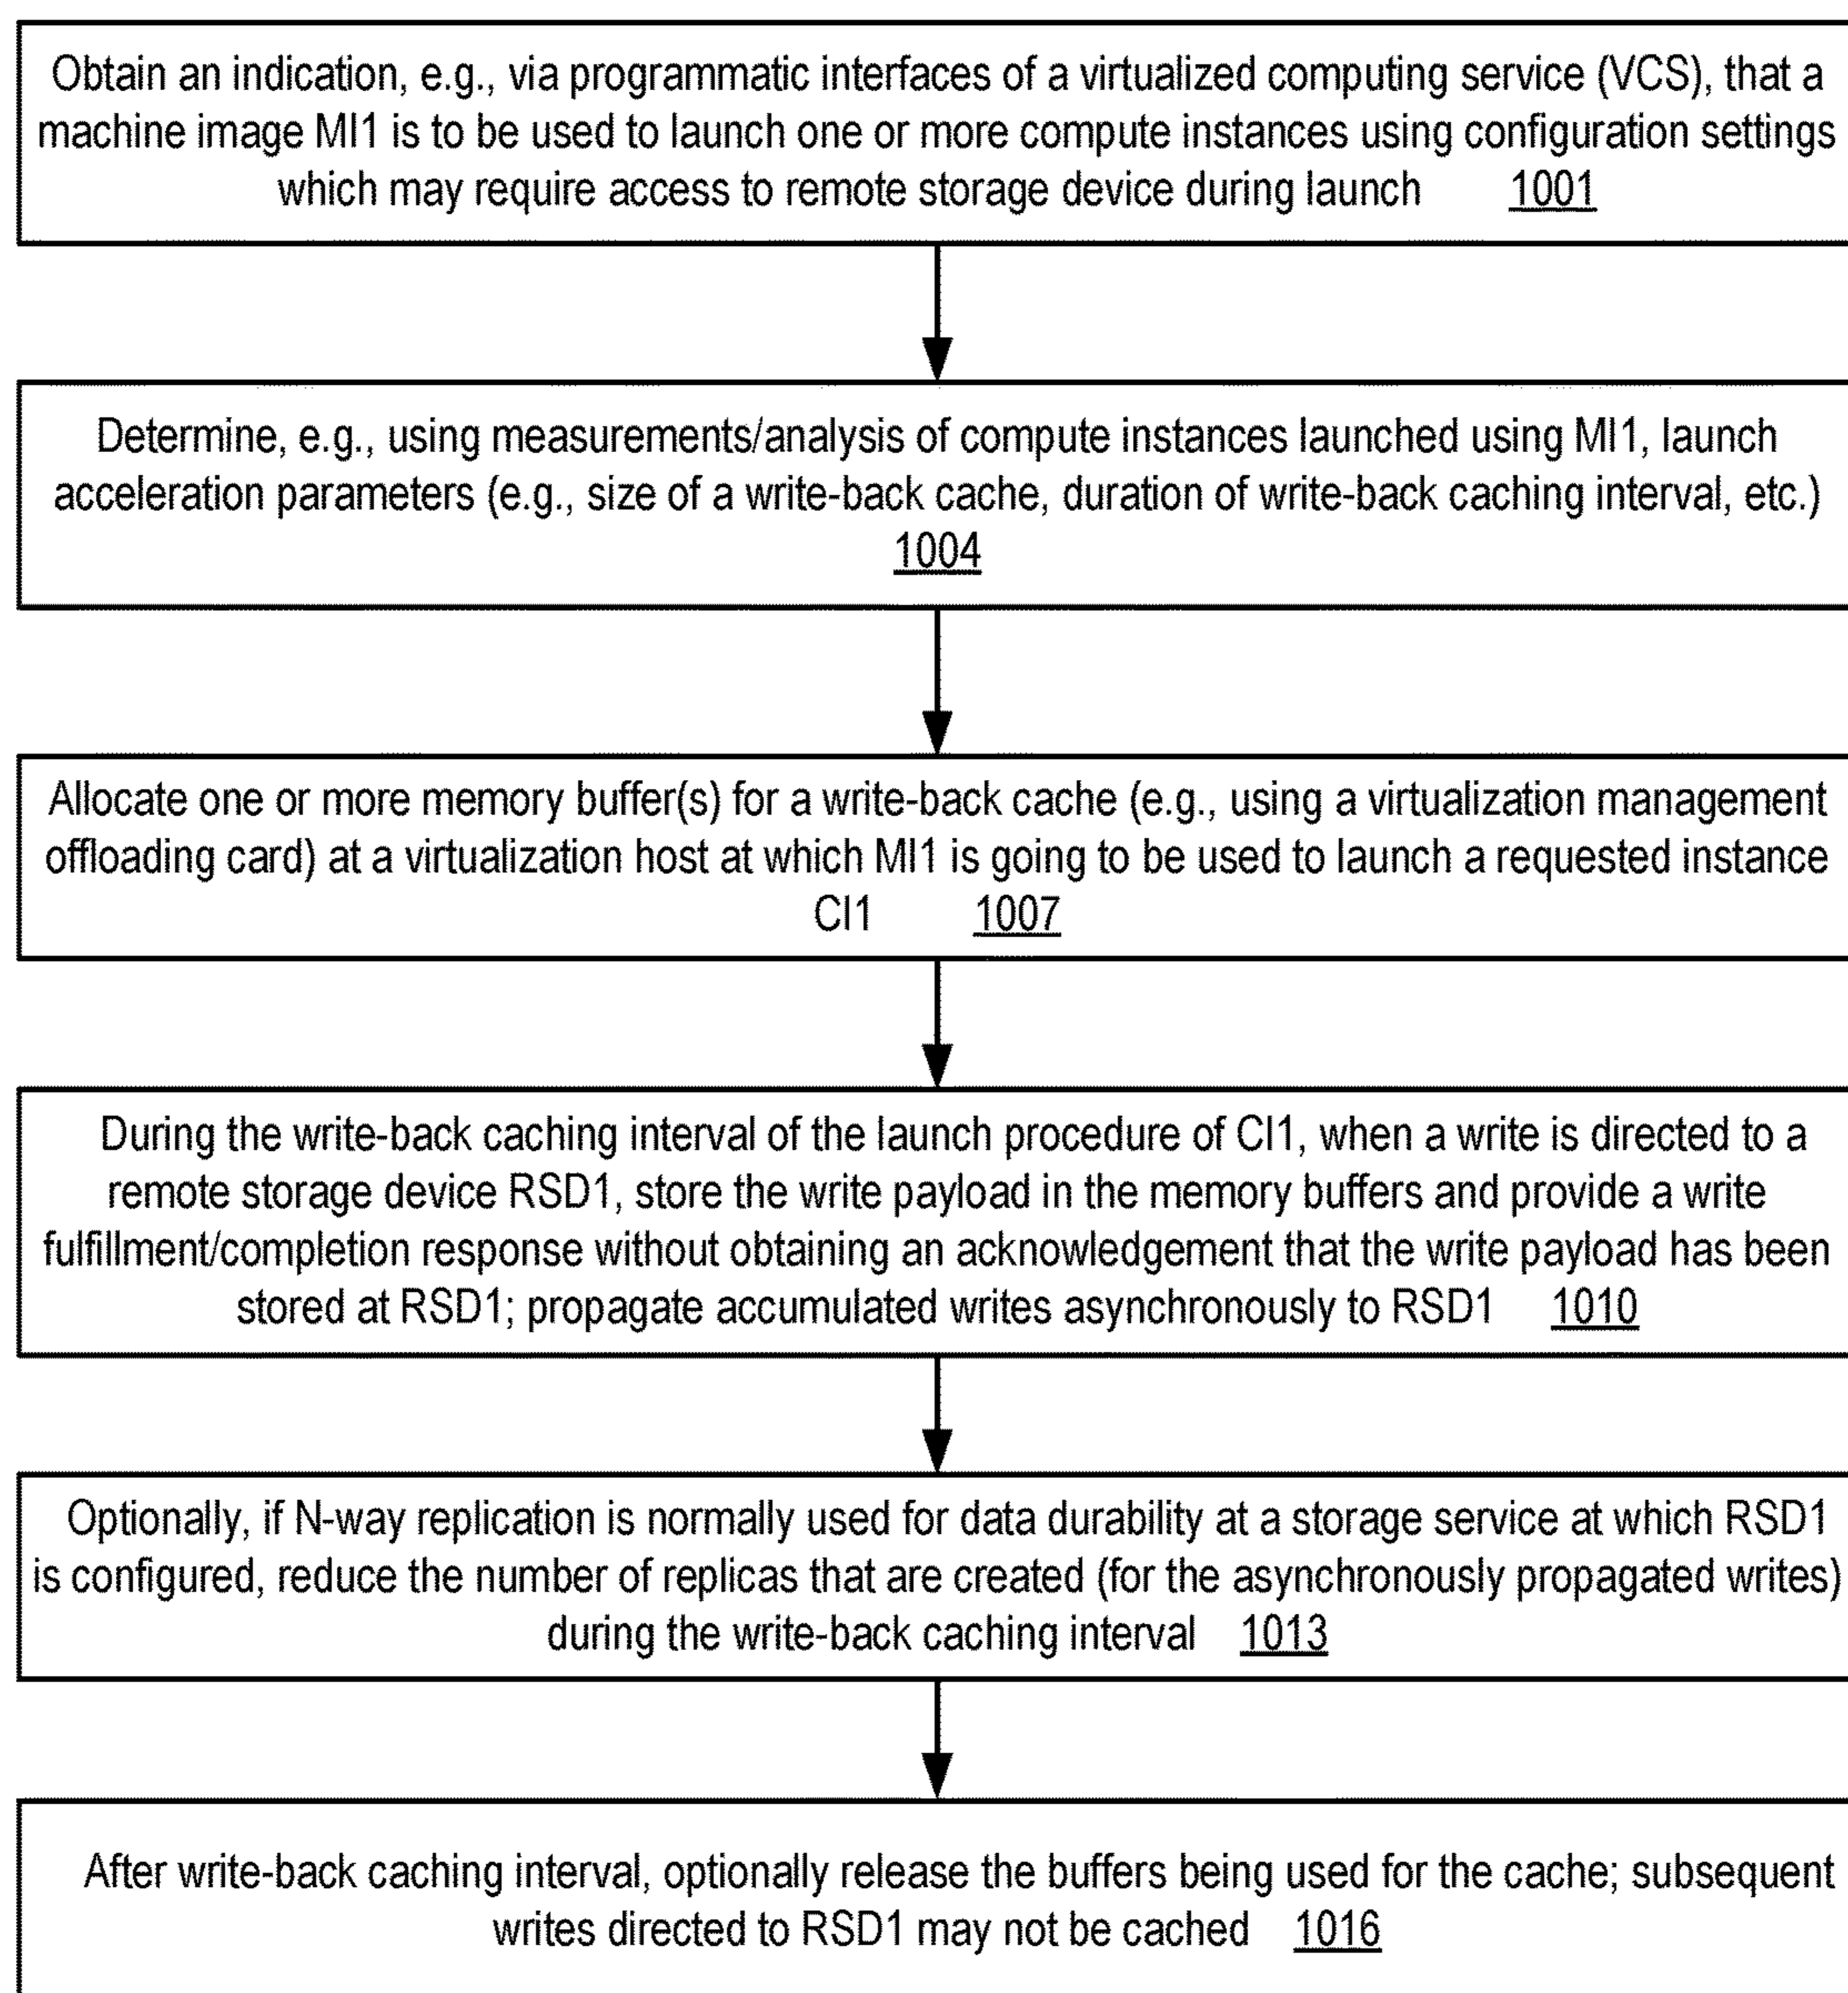 Obtain an indication, e.g., via programmatic interfaces of a virtualized computing service (VCS), that a
machine image MI1 is to be used to launch one or more compute instances using configuration settings
which may require access to remote storage device during launch 1001
Determine, e.g., using measurements/analysis of compute instances launched using MI1, launch
acceleration parameters (e.g., size of a write-back cache, duration of write-back caching interval, etc.)
1004
Allocate one or more memory buffer(s) for a write-back cache (e.g., using a virtualization management
offloading card) at a virtualization host at which MI1 is going to be used to launch a requested instance
CI1 1007
During the write-back caching interval of the launch procedure of CI1, when a write is directed to a
remote storage device RSD1, store the write payload in the memory buffers and provide a write
fulfillment/completion response without obtaining an acknowledgement that the write payload has been
stored at RSD1; propagate accumulated writes asynchronously to RSD1 1010
Optionally, if N-way replication is normally used for data durability at a storage service at which RSD1
is configured, reduce the number of replicas that are created (for the asynchronously propagated writes)
during the write-back caching interval 1013
After write-back caching interval, optionally release the buffers being used for the cache; subsequent
writes directed to RSD1 may not be cached 1016